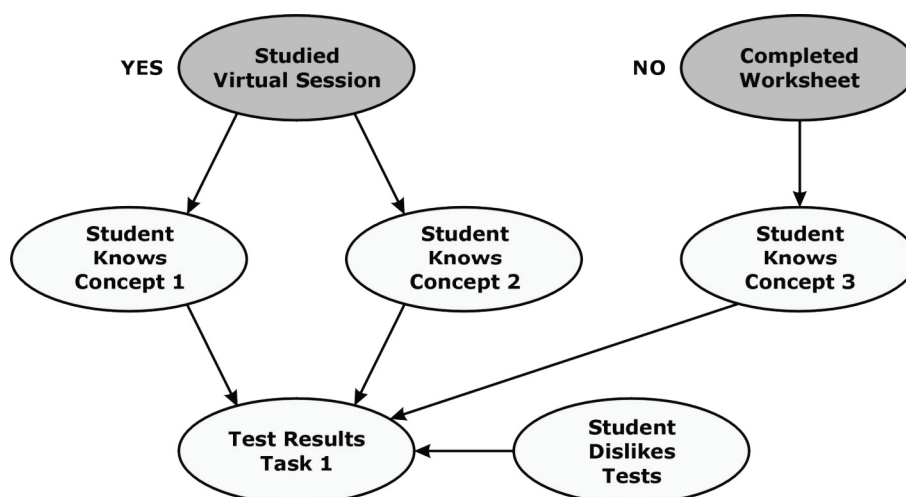 YES
Studied
Virtual Session
NO
Completed
Worksheet
Student
Knows
Concept 1
Student
Knows
Concept 2
Student
Knows
Concept 3
Test Results
Task 1
Student
Dislikes
Tests